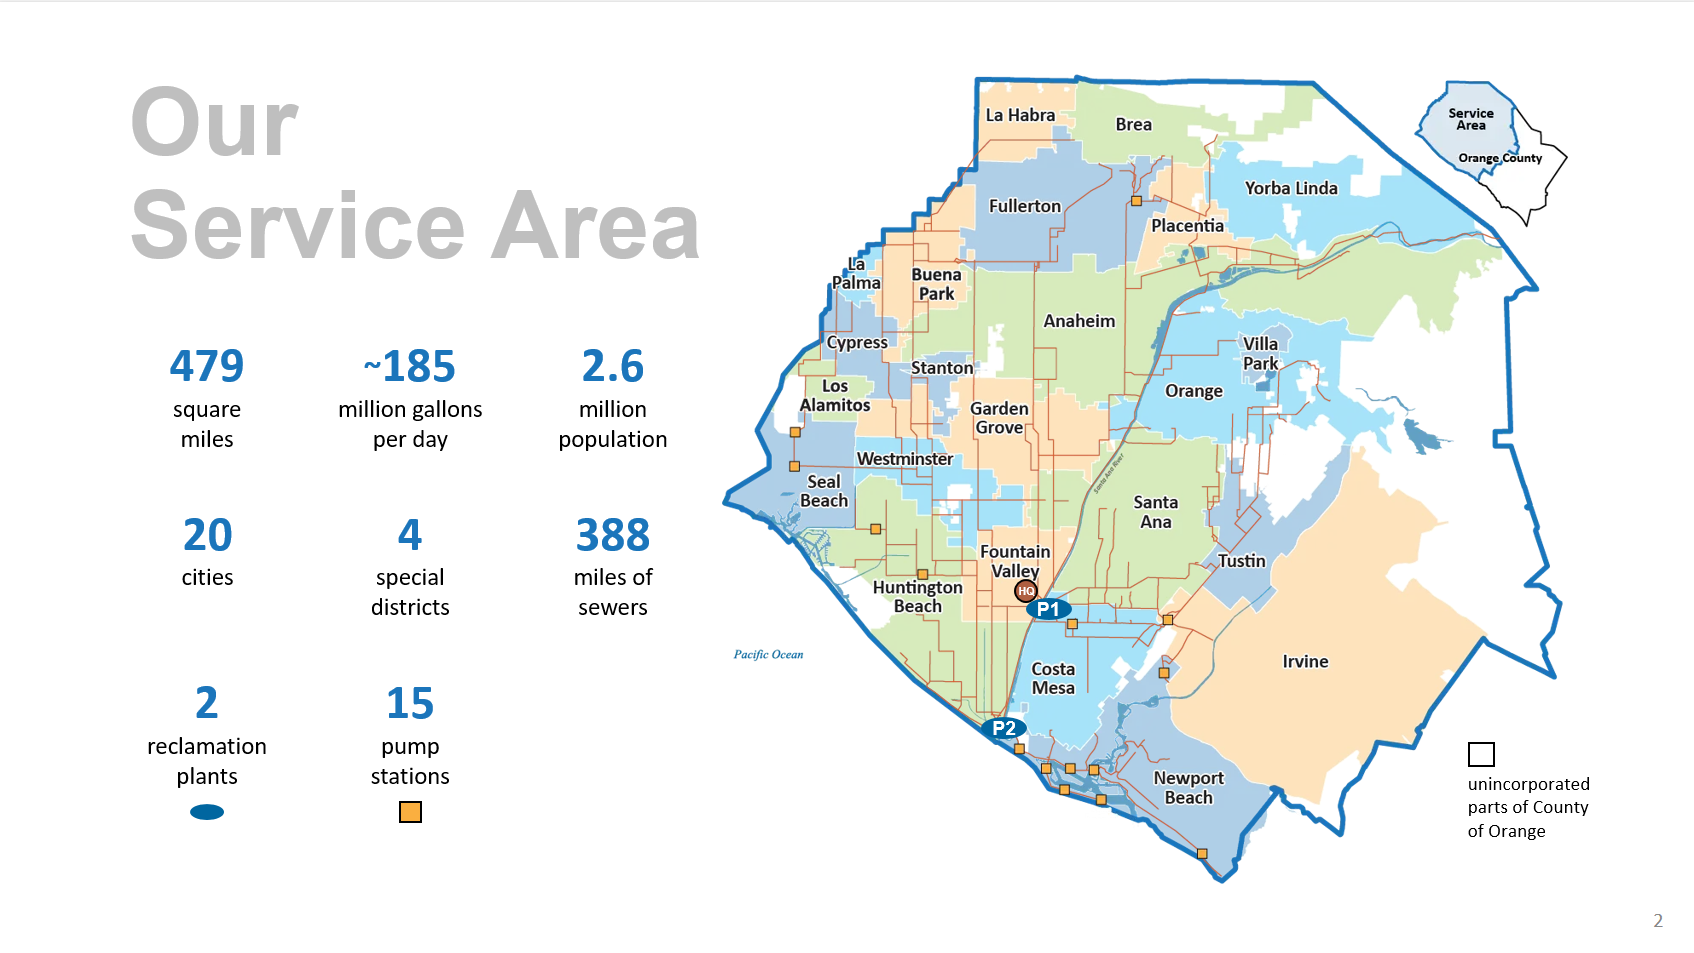 Our
Service Area
479
square
miles
~185
million gallons
per day
2.6
million
population
20
cities
4
special
districts
388
miles of
sewers
2
reclamation
plants
15
pump
stations
La Habra
Brea
Service
Area
Orange County
Yorba Linda
Fullerton
Placentia
La
Palma
Buena
Park
Anaheim
Cypress
Villa
Park
Stanton
Los
Alamitos
Orange
Garden
Grove
Westminster
Santa Ana River
Seal
Beach
Santa
Ana
Fountain
Valley
Tustin
HQ
Huntington
Beach
P1
Pacific Ocean
Costa
Mesa
Irvine
P2
Newport
Beach
unincorporated
parts of County
of Orange
2